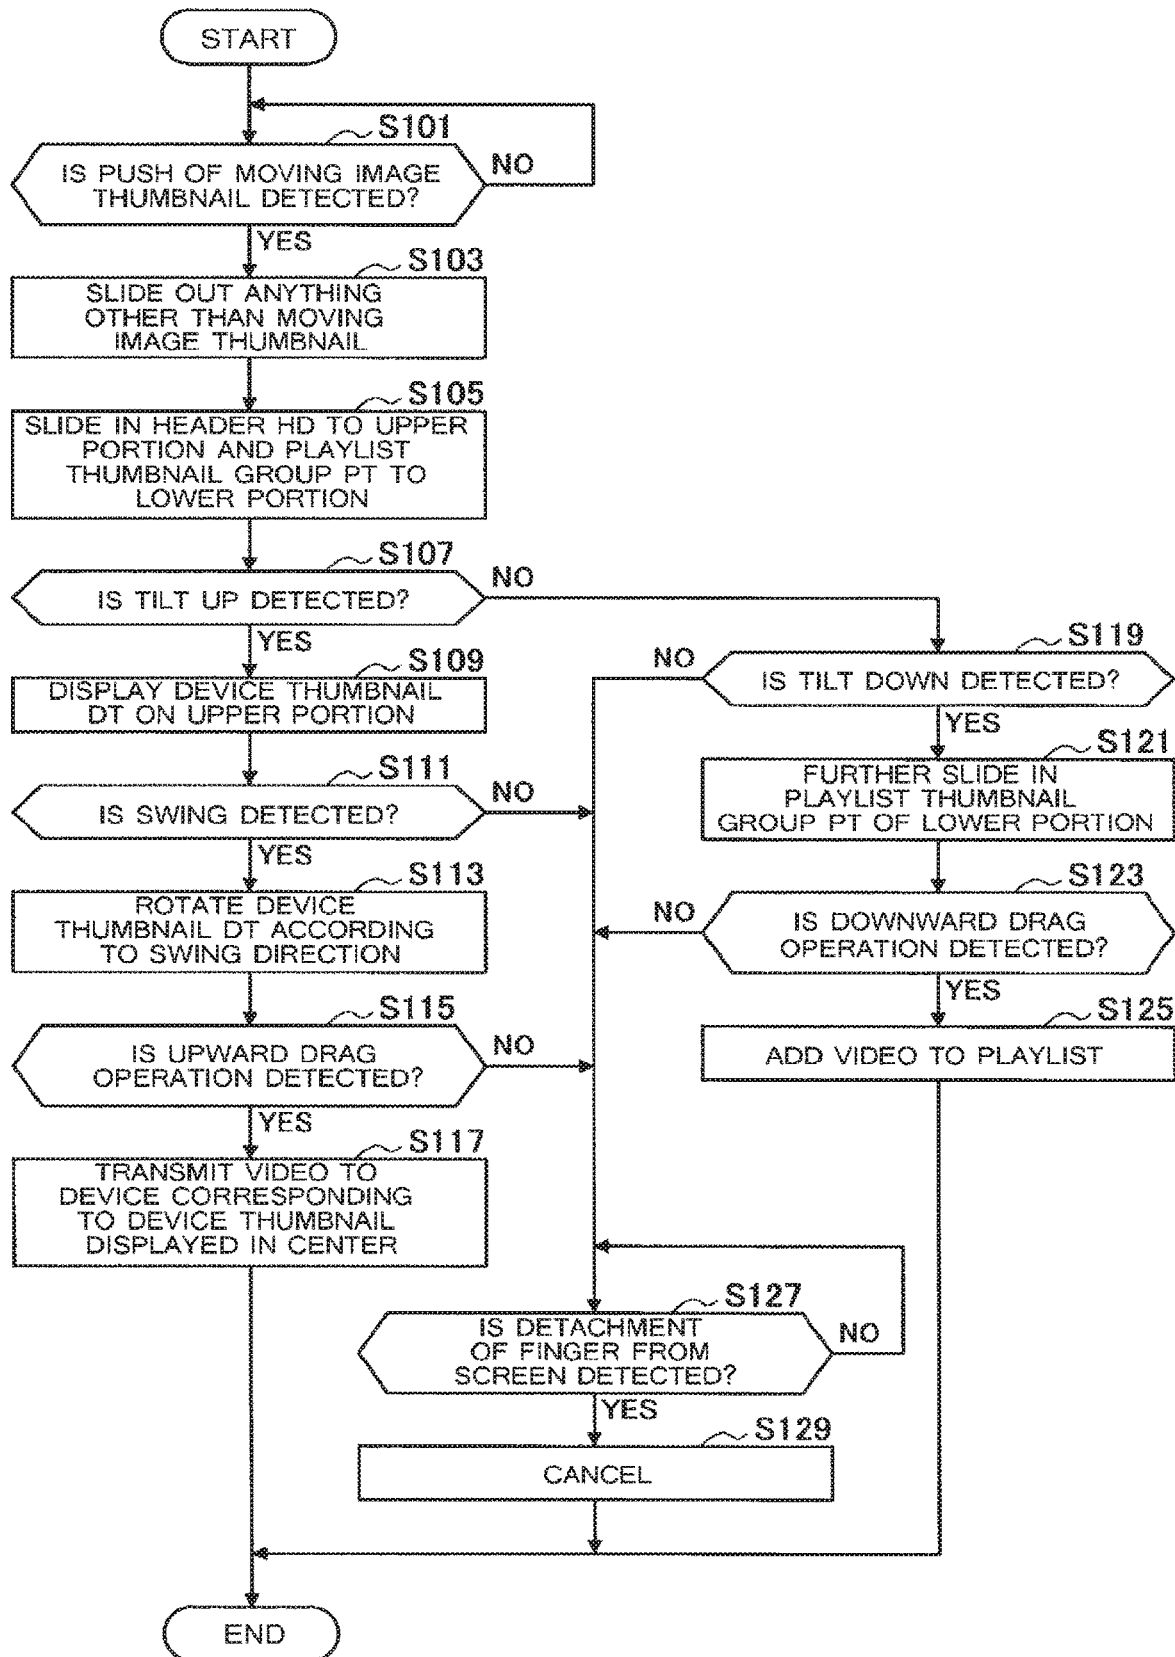 START
S101
IS PUSH OF MOVING IMAGE
THUMBNAIL DETECTED?
NO
YES
S103
SLIDE OUT ANYTHING
OTHER THAN MOVING
IMAGE THUMBNAIL
S105
SLIDE IN HEADER HD TO UPPER
PORTION AND PLAYLIST
THUMBNAIL GROUP PT TO
LOWER PORTION
S107
IS TILT UP DETECTED?
NO
YES
S109
DISPLAY DEVICE THUMBNAIL
DT ON UPPER PORTION
S111
IS SWING DETECTED?
NO
YES
S113
ROTATE DEVICE
THUMBNAIL DT ACCORDING
TO SWING DIRECTION
S115
IS UPWARD DRAG
OPERATION DETECTED?
NO
YES
S117
TRANSMIT VIDEO TO
DEVICE CORRESPONDING
TO DEVICE THUMBNAIL
DISPLAYED IN CENTER
S119
NO
IS TILT DOWN DETECTED?
YES
S121
FURTHER SLIDE IN
PLAYLIST THUMBNAIL
GROUP PT OF LOWER PORTION
S123
NO
IS DOWNWARD DRAG
OPERATION DETECTED?
YES
S125
ADD VIDEO TO PLAYLIST
S127
IS DETACHMENT
OF FINGER FROM
SCREEN DETECTED?
NO
YES
S129
CANCEL
END